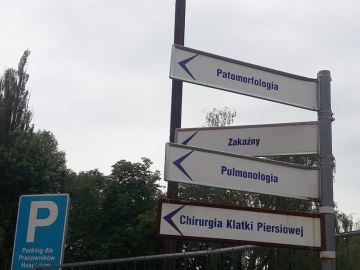 Patomorfologia
Zakaźny
Pulmonologia
Chirurgia Klatki Piersiowej
P
Parking dla
Pracowników